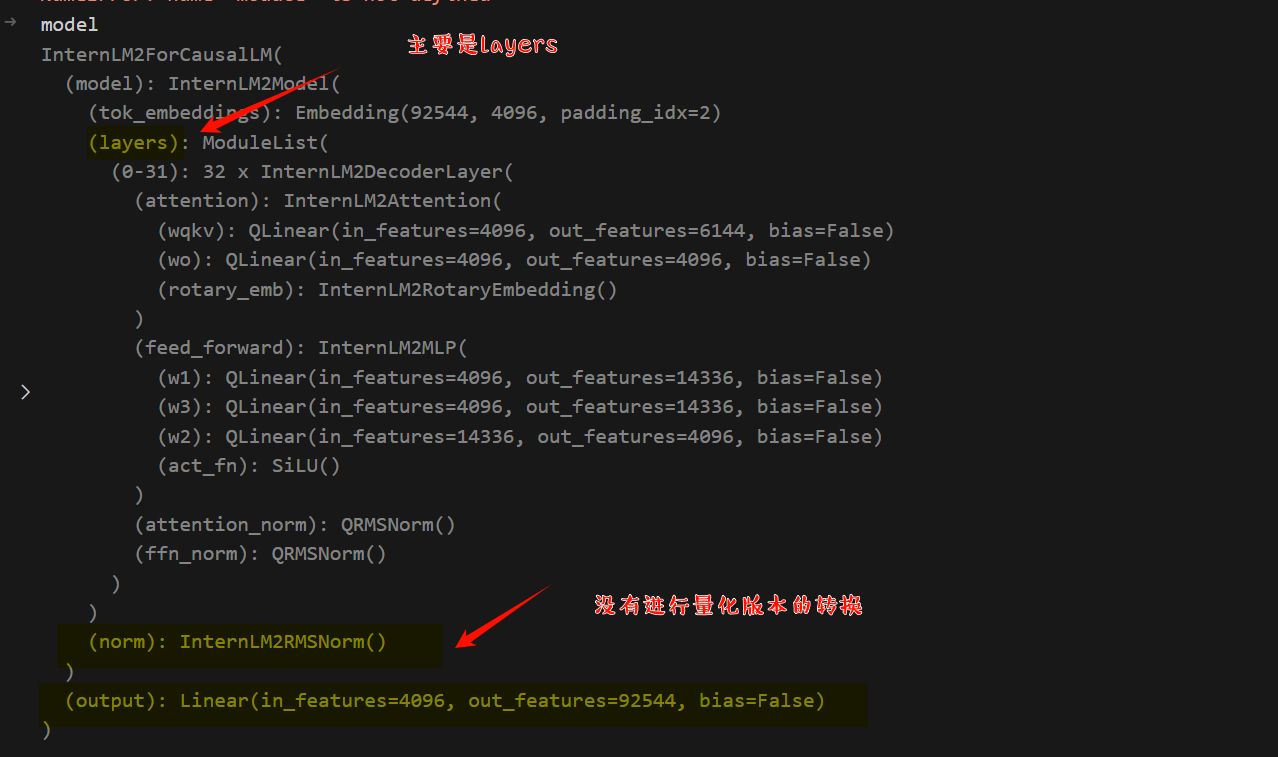 model
主要是layers
InternLM2ForCausalLM(
(model): InternLM2Model(
(tok_embeddings): Embedding(92544, 4096, padding_idx=2)
(layers): ModuleList(
(0-31): 32 x InternLM2DecoderLayer(
(attention): InternLM2Attention(
(wqkv): QLinear(in_features=4096, out_features=6144, bias=False)
(wo): QLinear(in_features=4096, out_features=4096, bias=False)
(rotary_emb): InternLM2RotaryEmbedding()
)
(feed_forward): InternLM2MLP(
(w1): QLinear(in_features=4096, out_features=14336, bias=False)
(w3): QLinear(in_features=4096, out_features=14336, bias=False)
(w2): QLinear(in_features=14336, out_features=4096, bias=False)
(act_fn): SiLU()
)
(attention_norm): QRMSNorm()
(ffn_norm): QRMSNorm()
)
没有进行量化版本的转换
)
(norm): InternLM2RMSNorm()
)
(output): Linear(in_features=4096, out_features=92544, bias=False)
)